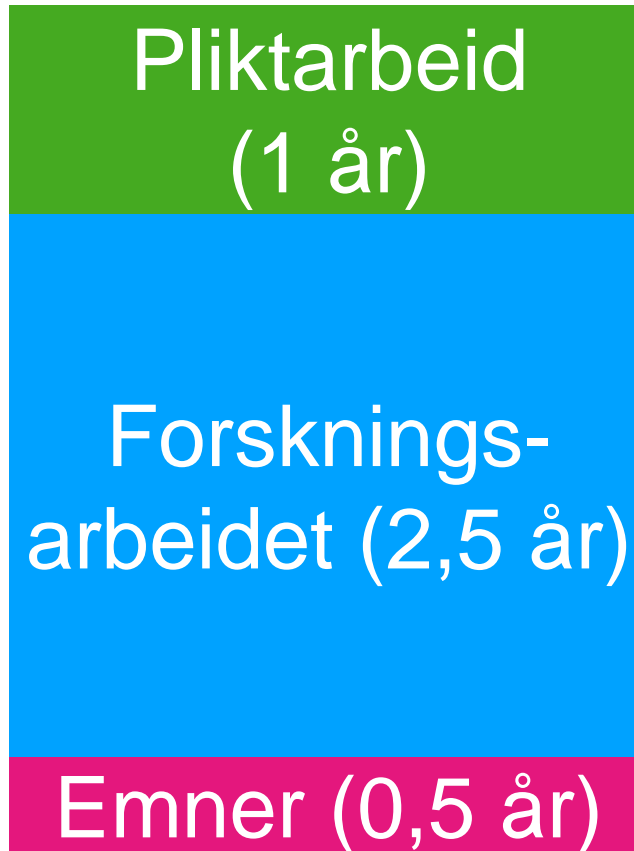 Pliktarbeid
(1 år)
Forsknings-
arbeidet (2,5 år)
Emner (0,5 år)